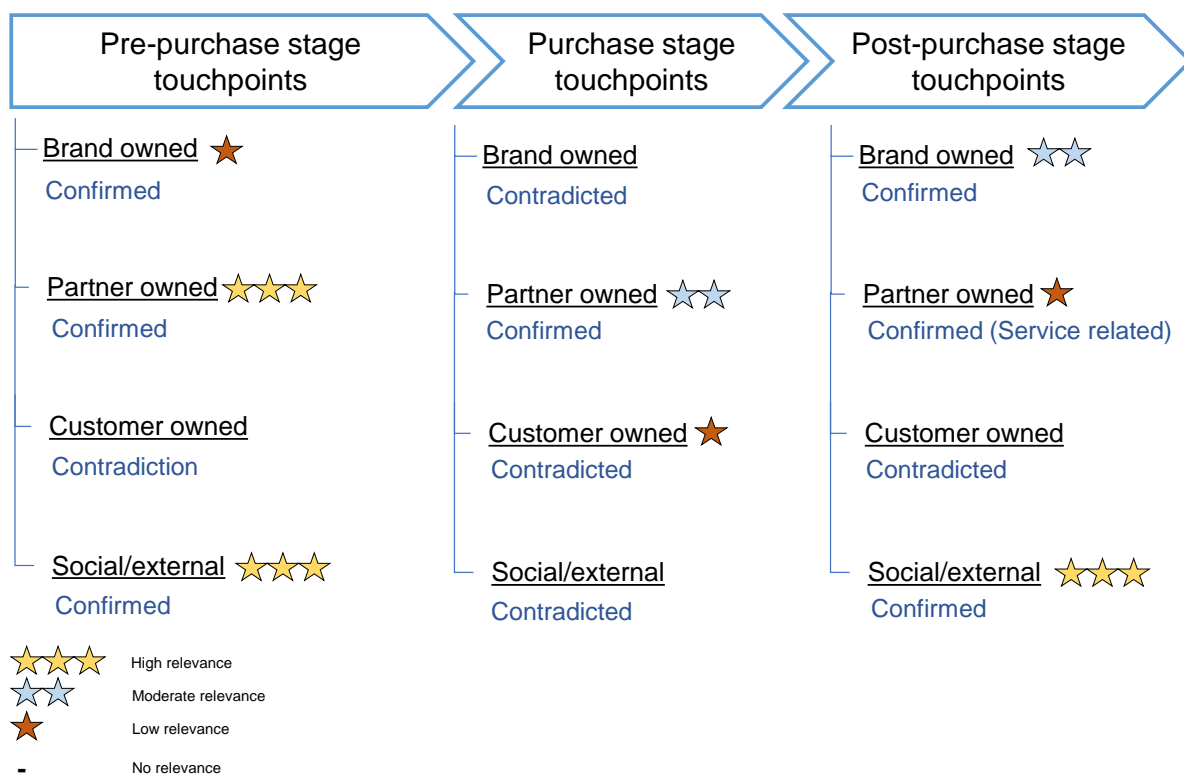 Pre-purchase stage
touchpoints
Purchase stage
touchpoints
Post-purchase stage
touchpoints
Brand owned
Confirmed
Partner owned
Confirmed
Customer owned
Contradiction
Social/external
Confirmed
Brand owned
Contradicted
Partner owned
Confirmed
Customer owned
Contradicted
Social/external
Contradicted
Brand owned
Confirmed
Partner owned
Confirmed (Service related)
Customer owned
Contradicted
Social/external
Confirmed
High relevance
Moderate relevance
Low relevance
- No relevance